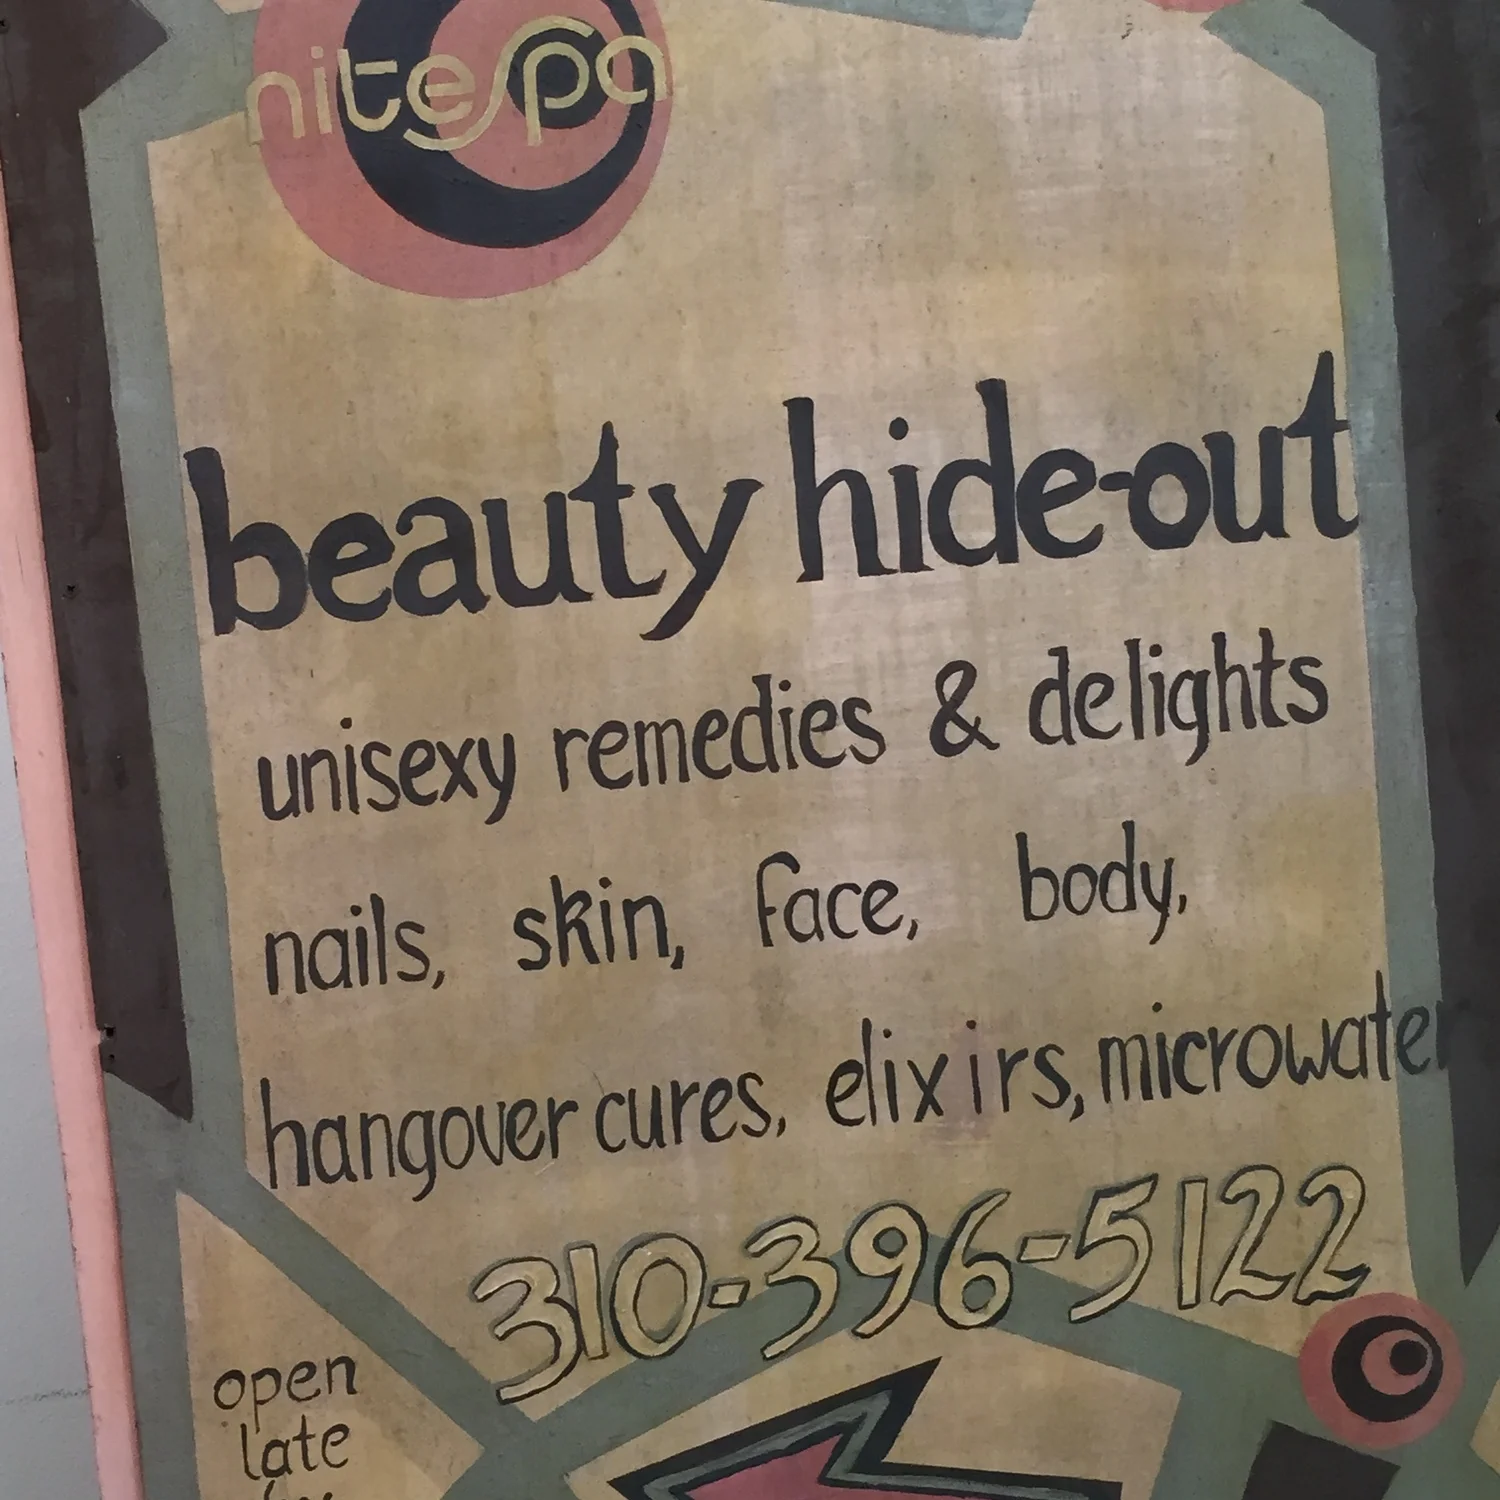 nitespa
beauty hide-out
unisexy remedies & delights
nails, skin, face, body,
hangover cures, elixirs, microwater
310-396-5122
open
late